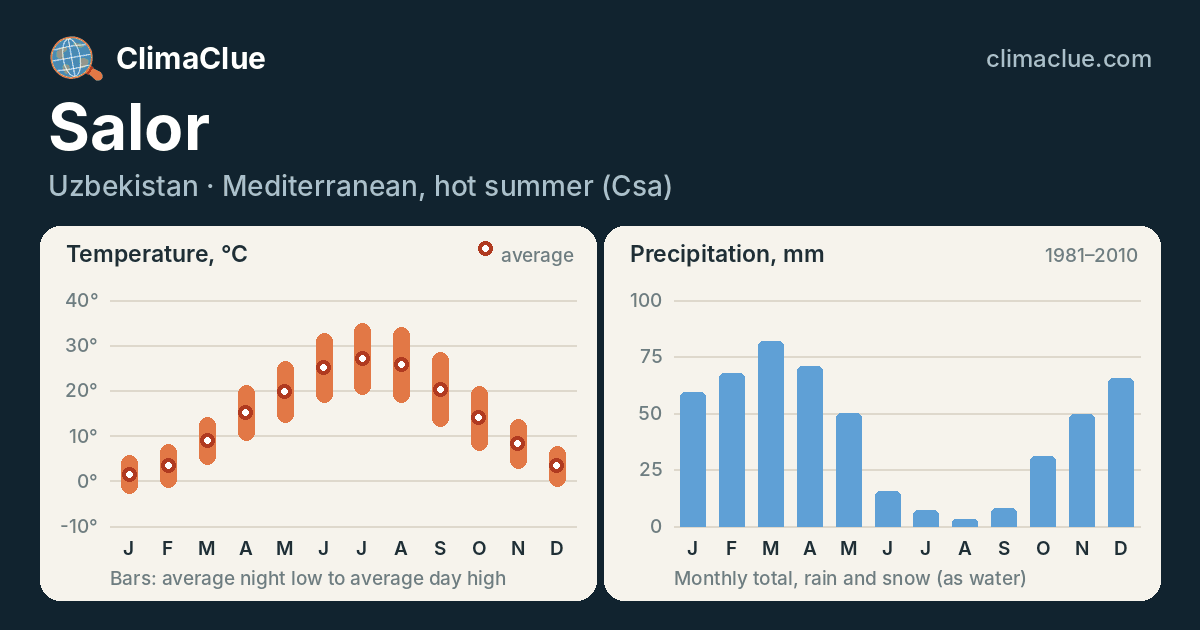 ClimaClue
climaclue.com
Salor
Uzbekistan · Mediterranean, hot summer (Csa)
Temperature, °C
average
40°
30°
20°
10°
0°
-10°
J F M A M J J A S O N D
Bars: average night low to average day high
Precipitation, mm
1981–2010
100
75
50
25
0
J F M A M J J A S O N D
Monthly total, rain and snow (as water)